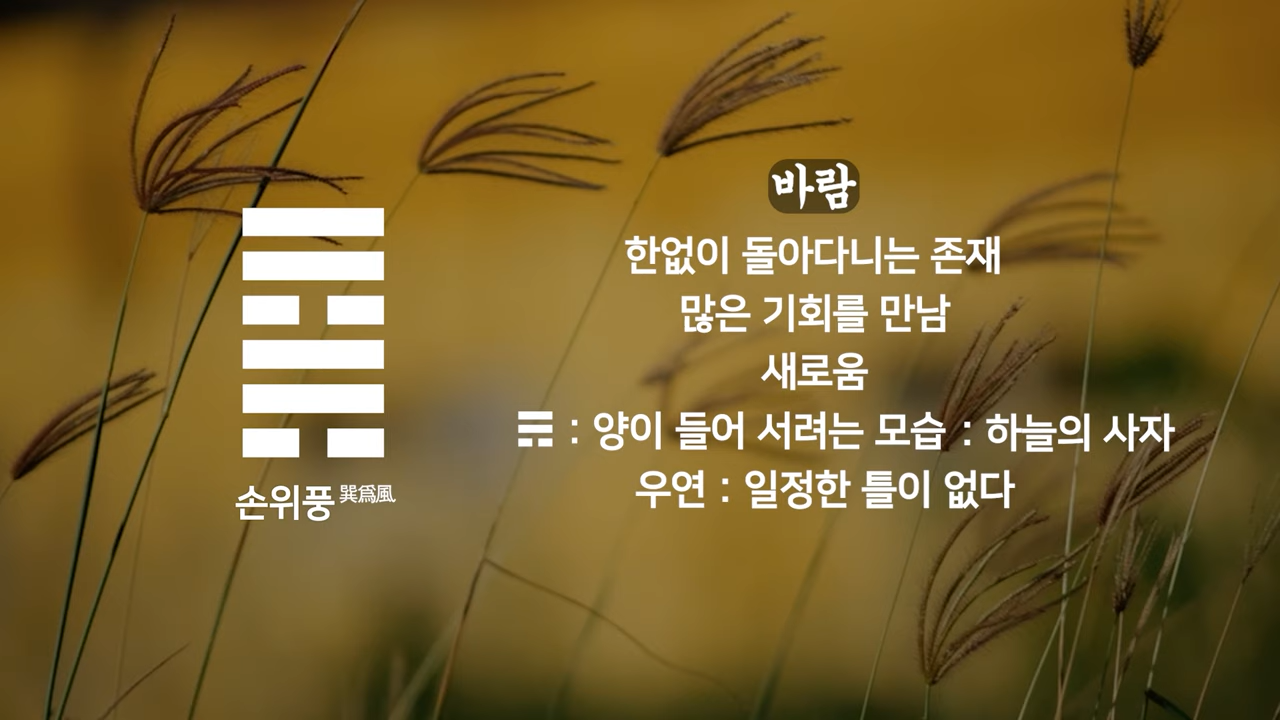 바람
한없이 돌아다니는 존재
많은 기회를 만남
새로움
☴ : 양이 들어 서려는 모습 : 하늘의 사자
우연 : 일정한 틀이 없다
손위풍 巽爲風